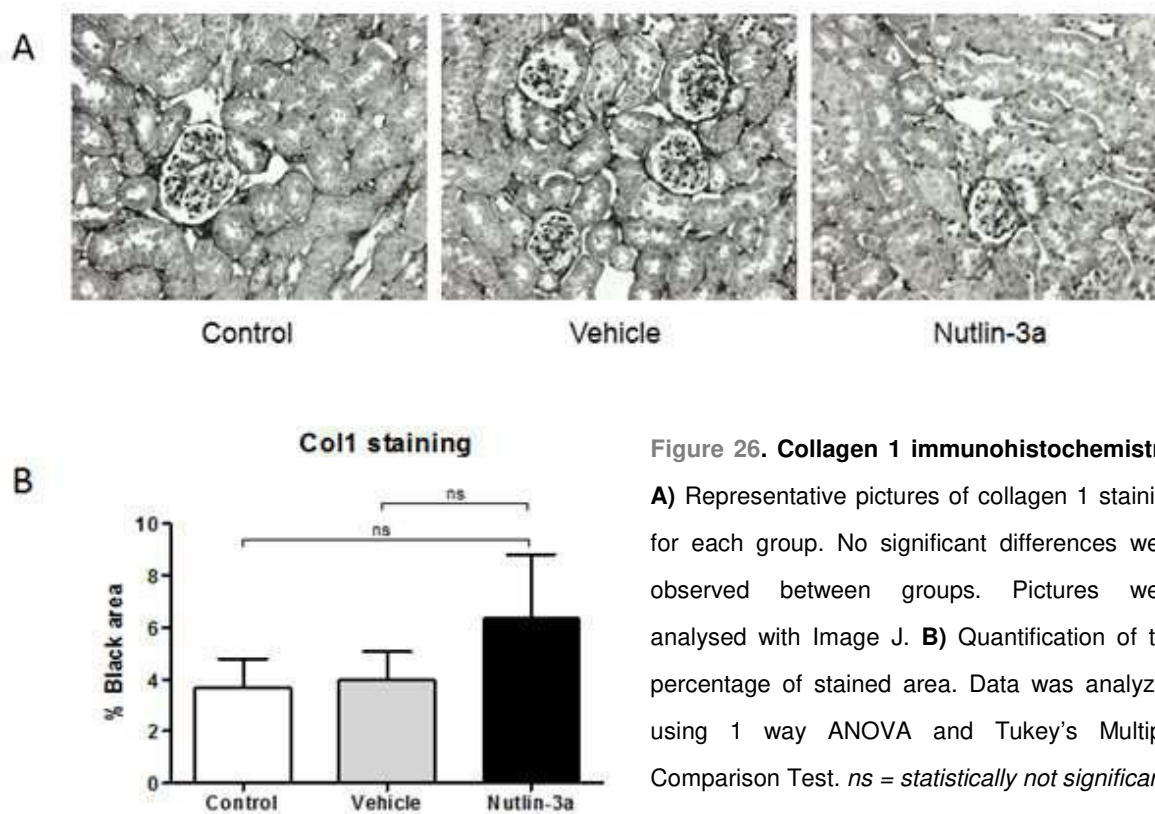 A
Control
Vehicle
Nutlin-3a
B
Col1 staining
ns
ns
% Black area
10
8
6
4
2
0
Control
Vehicle
Nutlin-3a
Figure 26. Collagen 1 immunohistochemistr
A) Representative pictures of collagen 1 staini
for each group. No significant differences we
observed between groups. Pictures we
analysed with Image J. B) Quantification of t
percentage of stained area. Data was analyz
using 1 way ANOVA and Tukey's Multip
Comparison Test. ns = statistically not significan